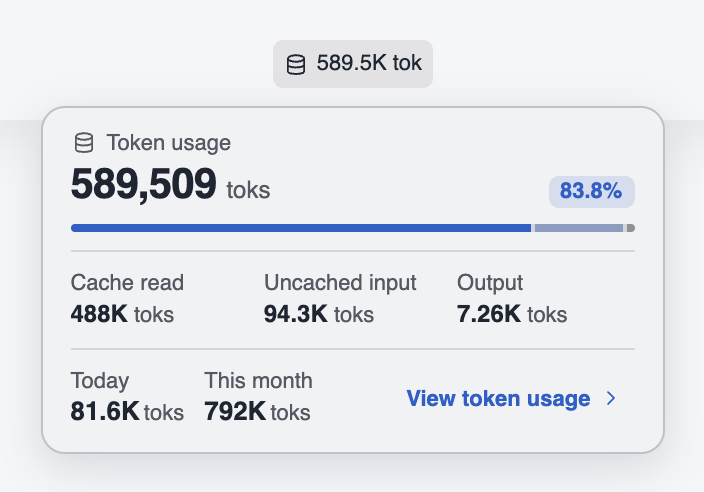 589.5K tok
Token usage
589,509 toks
83.8%
Cache read Uncached input Output
488K toks 94.3K toks 7.26K toks
Today This month
81.6K toks 792K toks
View token usage